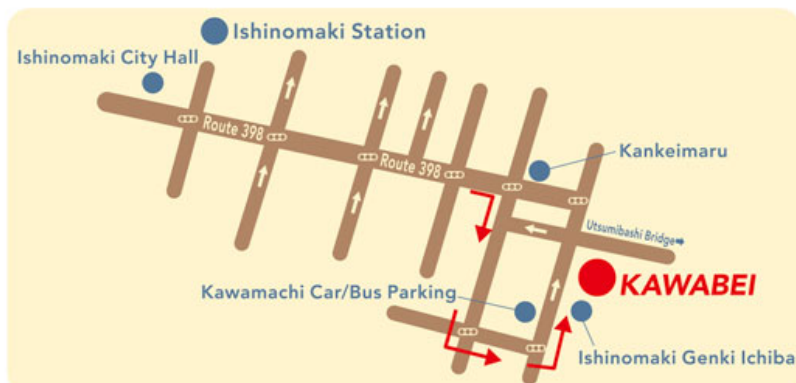 Ishinomaki Station
Ishinomaki City Hall
Route 398
Route 398
Kankeimaru
Utsumibashi Bridge
KAWABEI
Kawamachi Car/Bus Parking
Ishinomaki Genki Ichiba